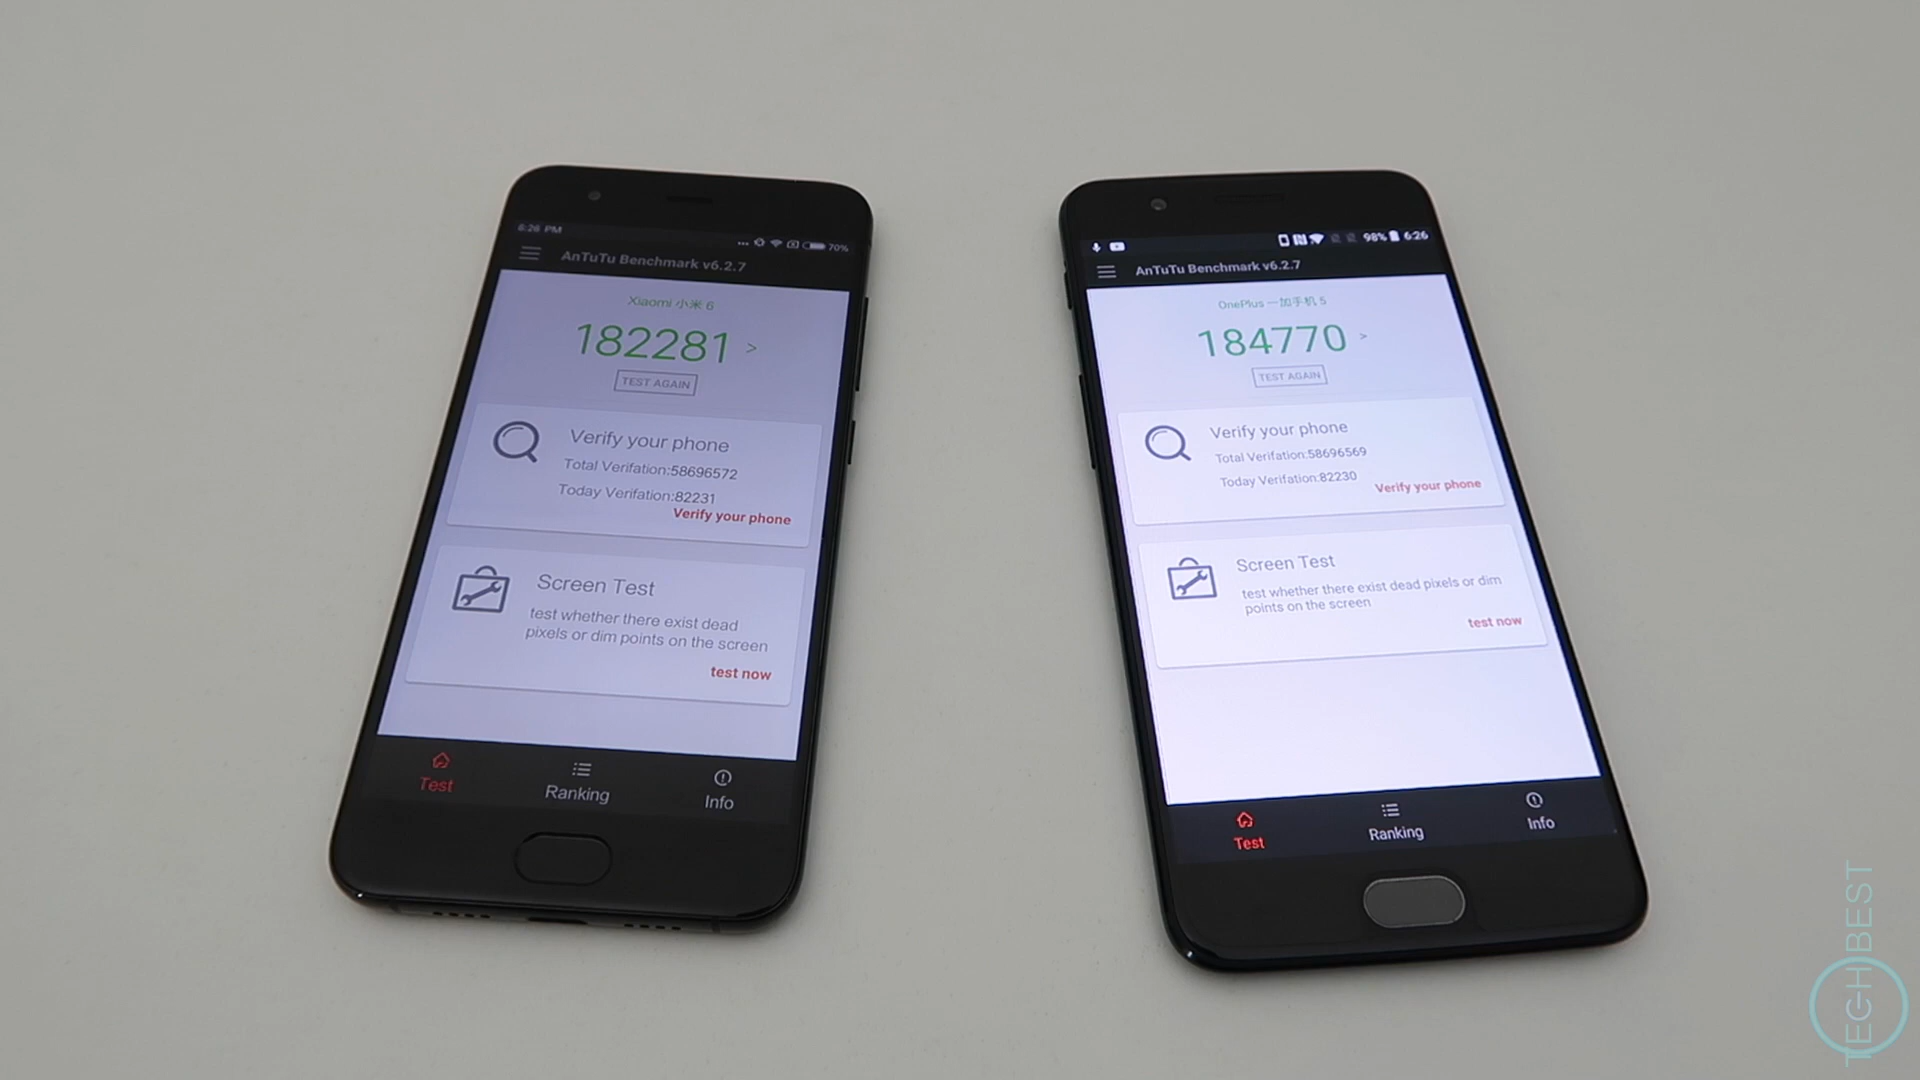 6:26 PM
70%
AnTuTu Benchmark v6.2.7
Xiaomi 小米 6
182281 >
TEST AGAIN
Verify your phone
Total Verifation:58696572
Today Verifation:82231
Verify your phone
Screen Test
test whether there exist dead
pixels or dim points on the screen
test now
Test
Ranking
Info
98% 6:26
AnTuTu Benchmark v6.2.7
OnePlus 一加手机 5
184770 >
TEST AGAIN
Verify your phone
Total Verifation:58696569
Today Verifation:82230
Verify your phone
Screen Test
test whether there exist dead pixels or dim
points on the screen
test now
Test
Ranking
Info
TECHBEST